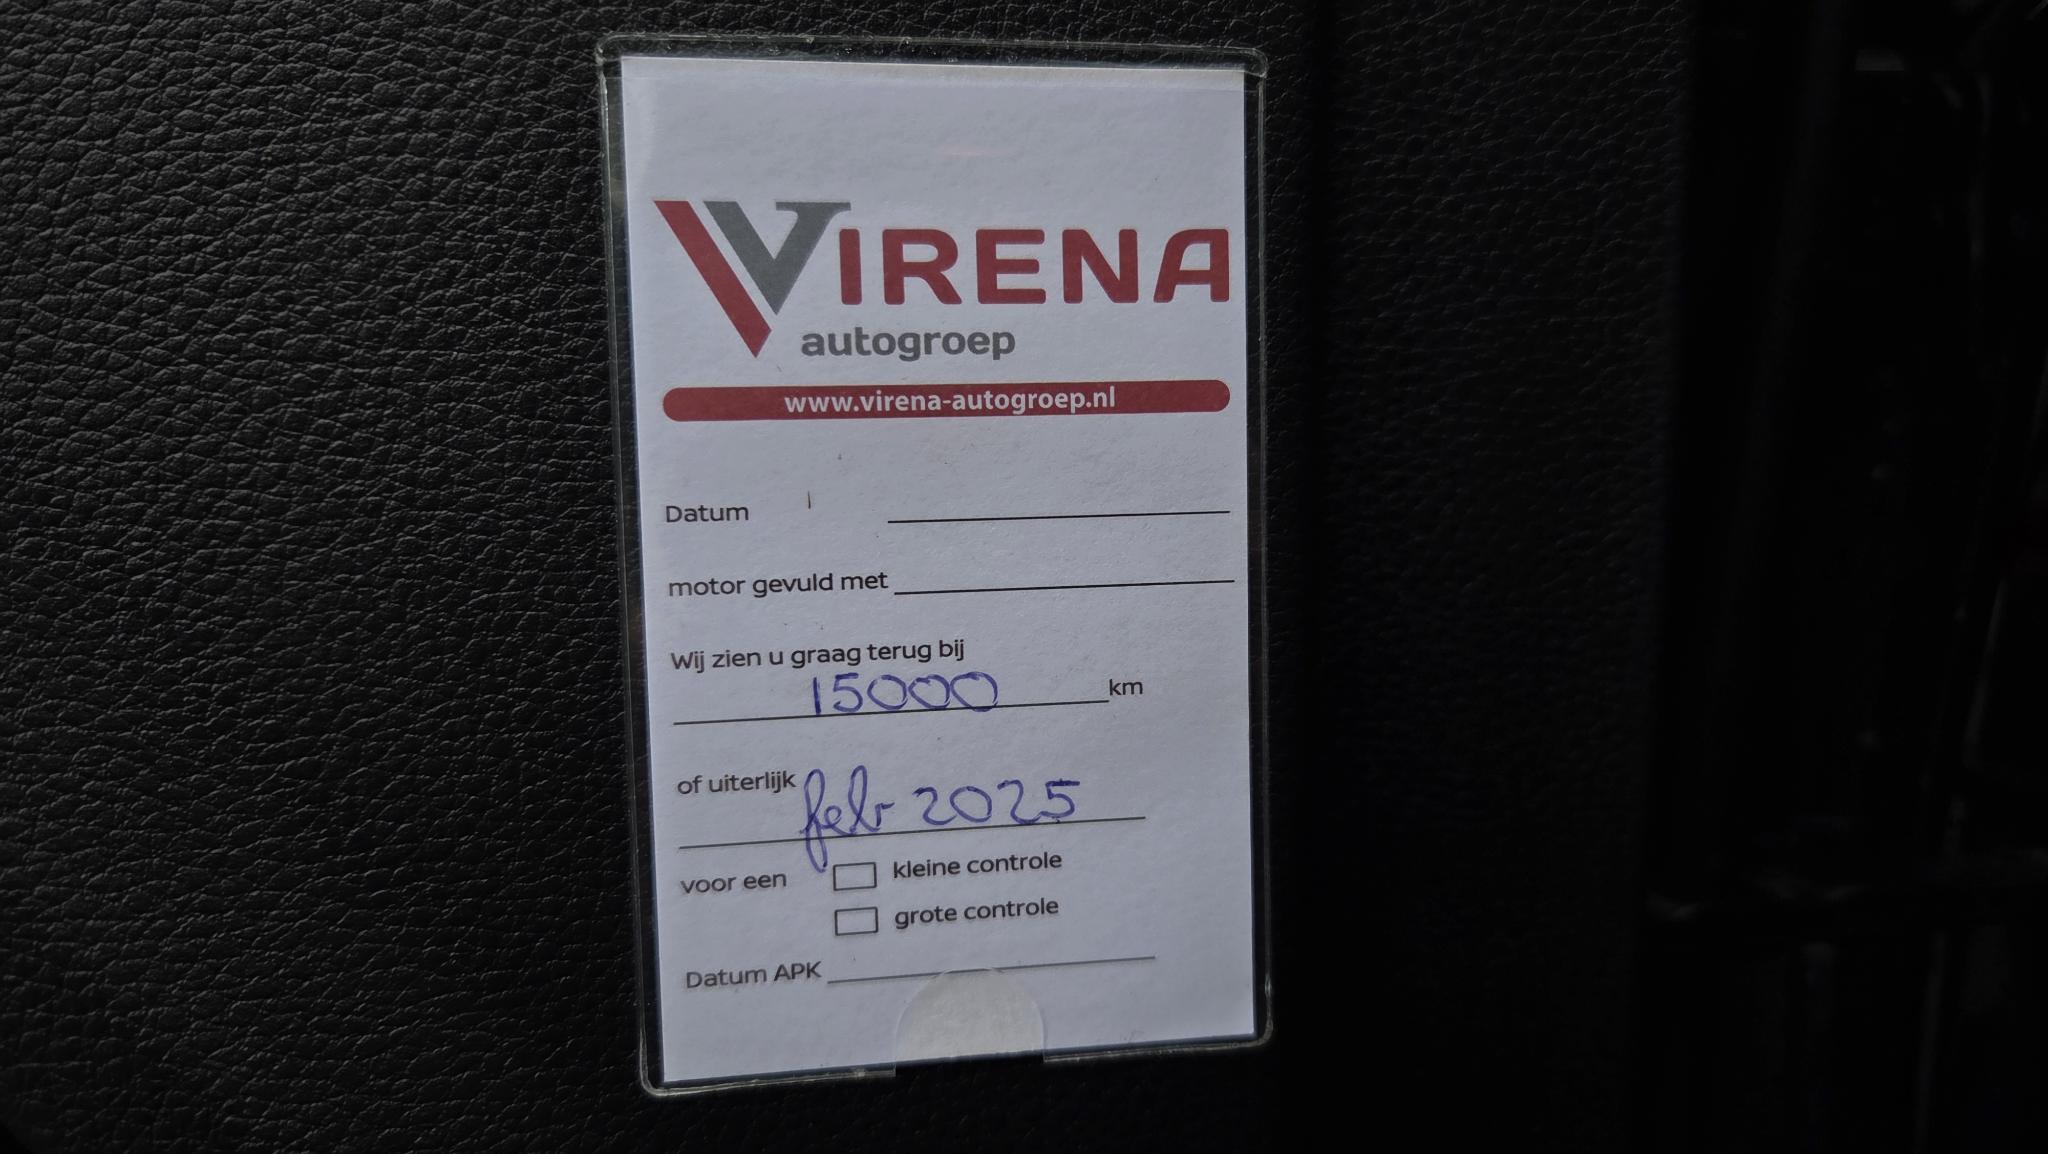 VIRENA
autogroep
www.virena-autogroep.nl
Datum
motor gevuld met
Wij zien u graag terug bij
15000 km
of uiterlijk feb 2025
voor een kleine controle
grote controle
Datum APK